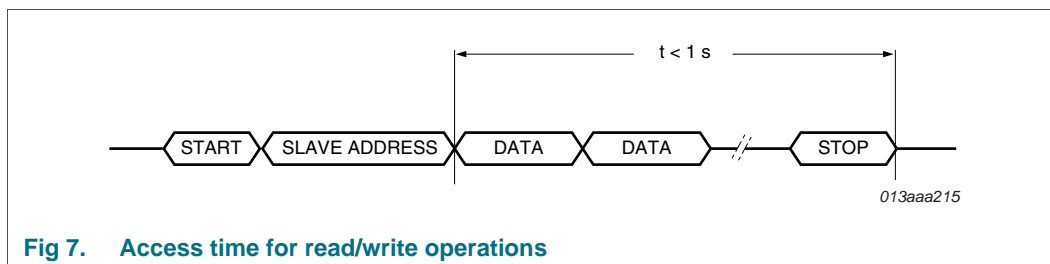 t < 1 s
START SLAVE ADDRESS DATA DATA STOP
013aaa215
Fig 7. Access time for read/write operations